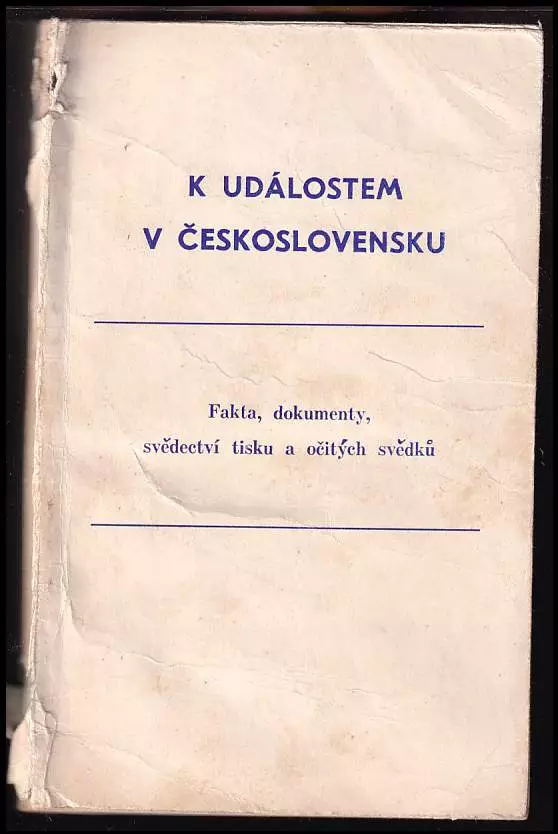 K UDÁLOSTEM
V ČESKOSLOVENSKU
Fakta, dokumenty,
svědectví tisku a očitých svědků